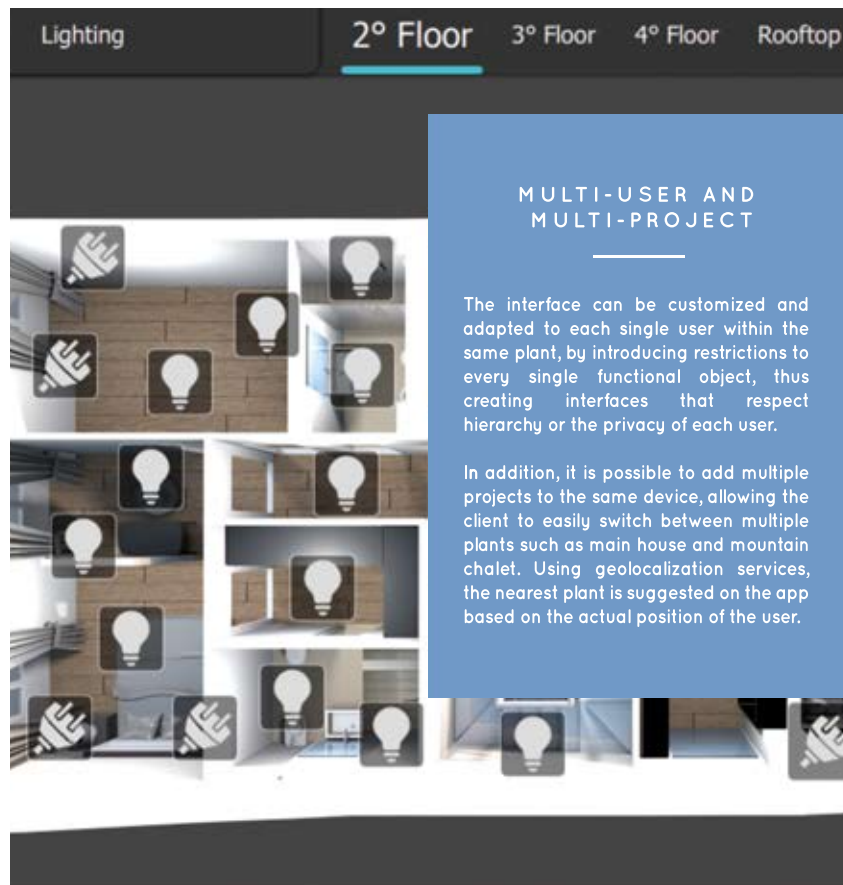 Lighting
2° Floor
3° Floor
4° Floor
Rooftop
MULTI-USER AND
MULTI-PROJECT
The interface can be customized and
adapted to each single user within the
same plant, by introducing restrictions to
every single functional object, thus
creating interfaces that respect
hierarchy or the privacy of each user.
In addition, it is possible to add multiple
projects to the same device, allowing the
client to easily switch between multiple
plants such as main house and mountain
chalet. Using geolocalization services,
the nearest plant is suggested on the app
based on the actual position of the user.